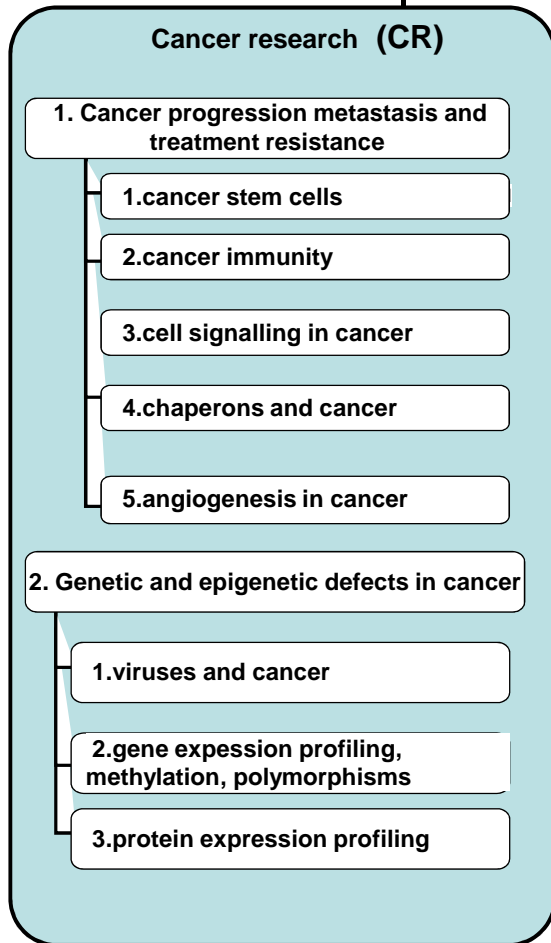 Cancer research (CR)
1. Cancer progression metastasis and
treatment resistance
1.cancer stem cells
2.cancer immunity
3.cell signalling in cancer
4.chaperons and cancer
5.angiogenesis in cancer
2. Genetic and epigenetic defects in cancer
1.viruses and cancer
2.gene expession profiling,
methylation, polymorphisms
3.protein expression profiling